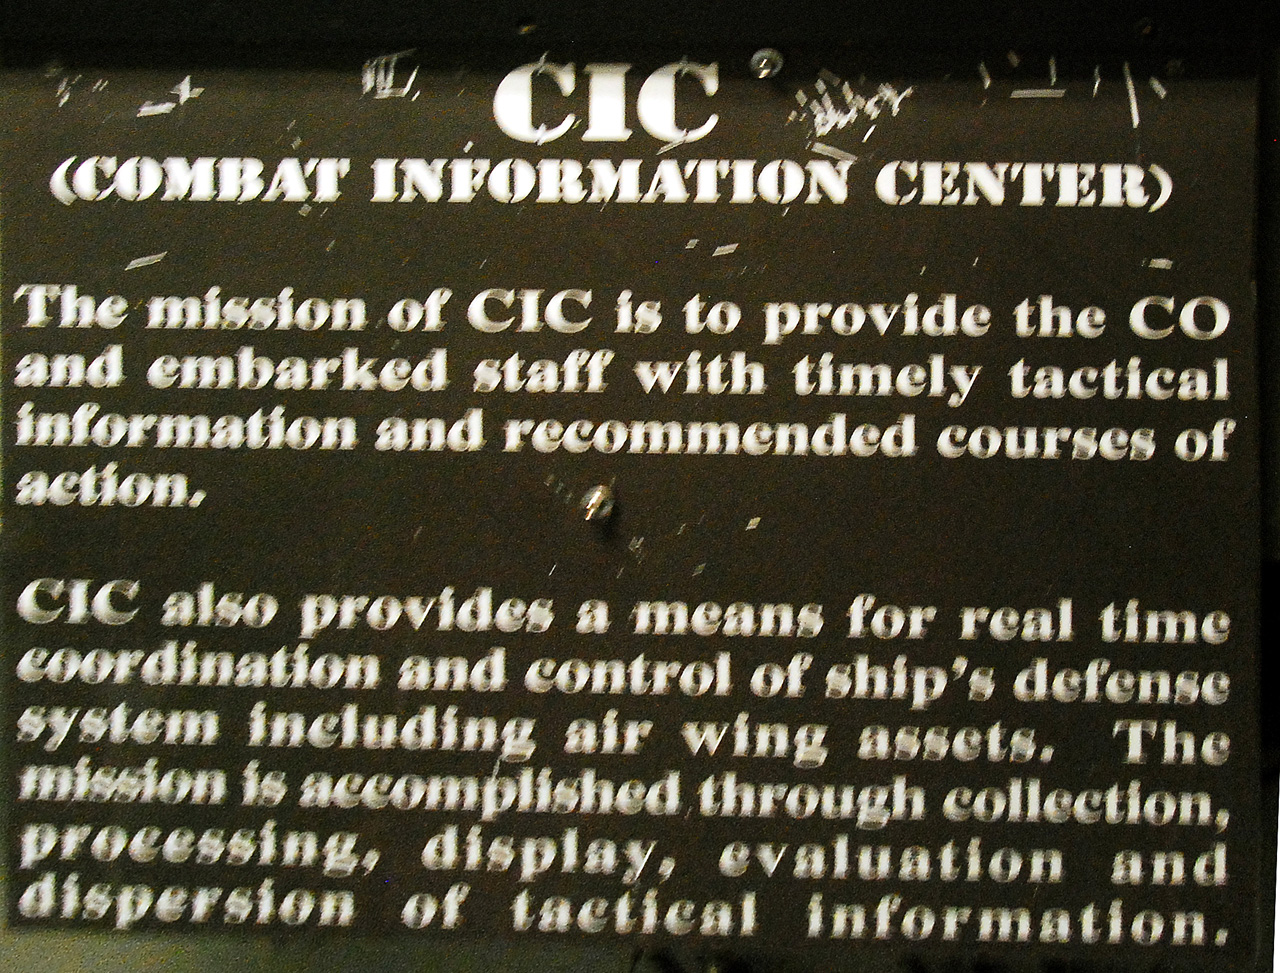 CIC
(COMBAT INFORMATION CENTER)
The mission of CIC is to provide the CO
and embarked staff with timely tactical
information and recommended courses of
action.
CIC also provides a means for real time
coordination and control of ship's defense
system including air wing assets. The
mission is accomplished through collection,
processing, display, evaluation and
dispersion of tactical information.